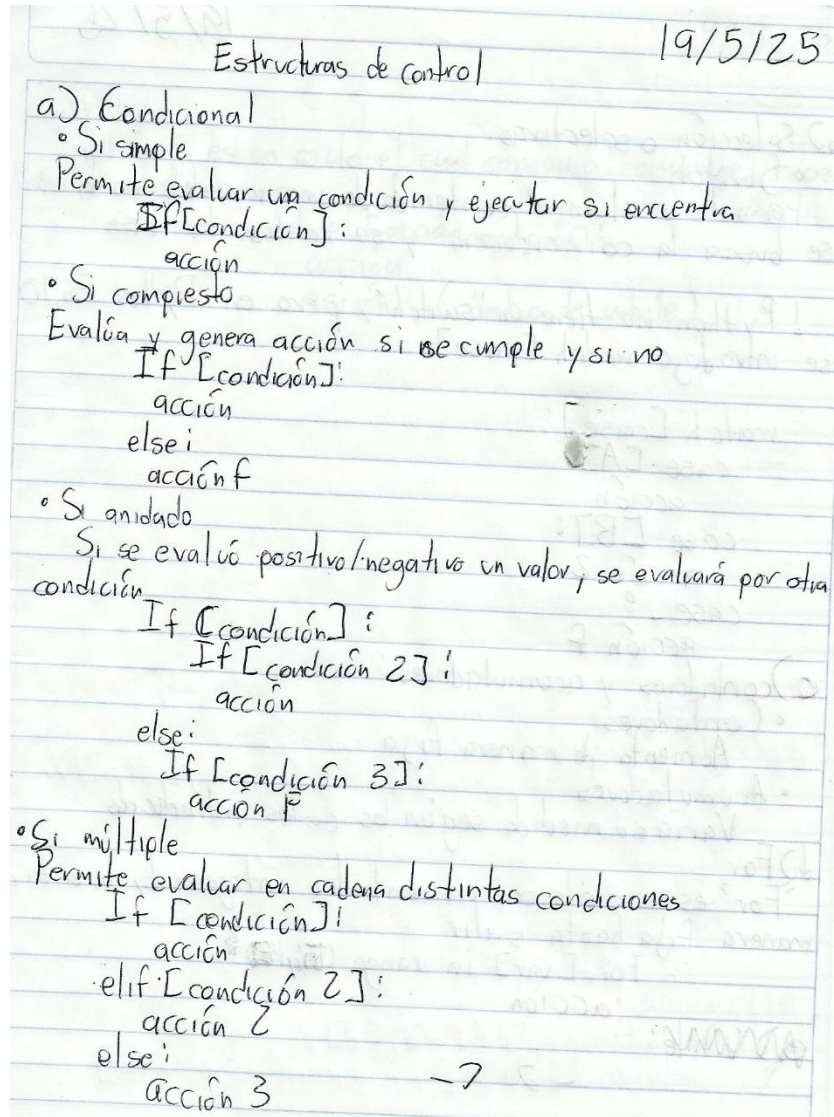 19/5/25
Estructuras de control
a) Condicional
• Si simple
Permite evaluar una condición y ejecutar si encuentra
If [condición]:
acción
• Si compuesto
Evalúa y genera acción si se cumple y si no
If [condición]:
acción
else:
acción f
• Si anidado
Si se evaluó positivo/negativo un valor, se evaluará por otra
condición
If [condición]:
If [condición 2]:
acción
else:
If [condición 3]:
acción F
• Si múltiple
Permite evaluar en cadena distintas condiciones
If [condición]:
acción
elif [condición 2]:
acción 2
else:
acción 3 →